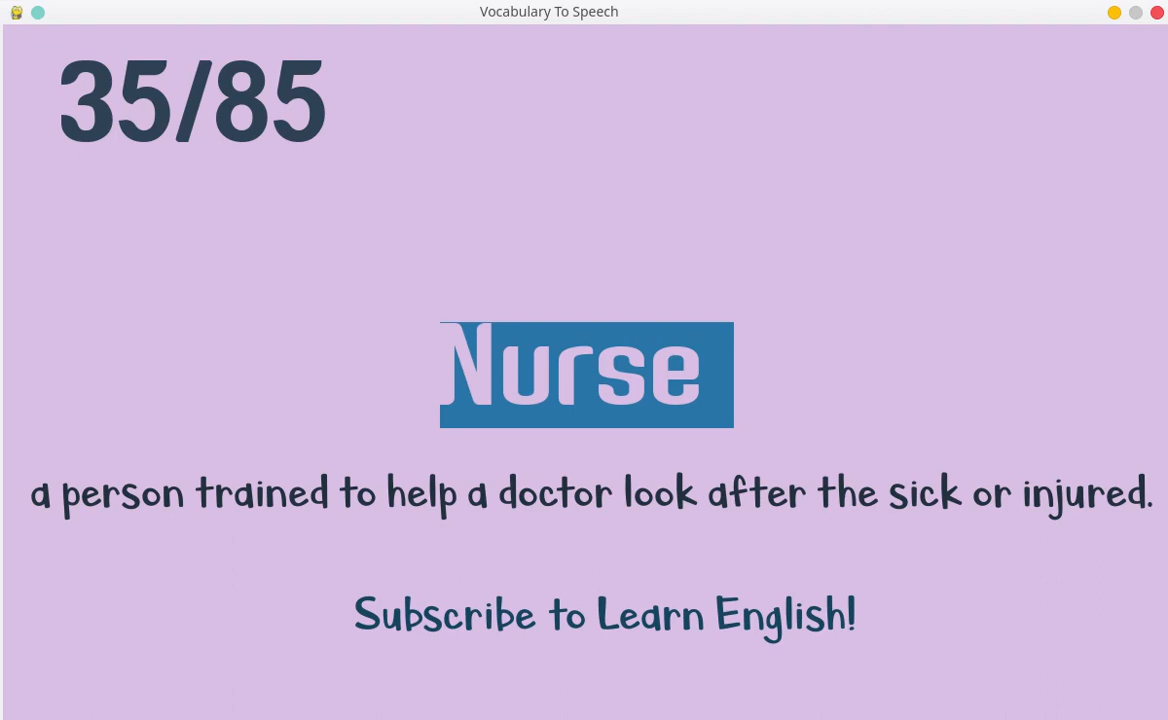 Vocabulary To Speech
35/85
Nurse
a person trained to help a doctor look after the sick or injured.
Subscribe to Learn English!